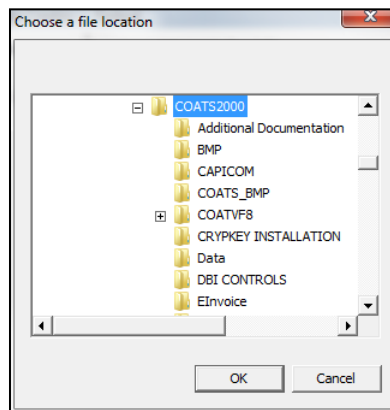 Choose a file location
COATS2000
Additional Documentation
BMP
CAPICOM
COATS_BMP
COATVF8
CRYPKEY INSTALLATION
Data
DBI CONTROLS
EInvoice
OK
Cancel